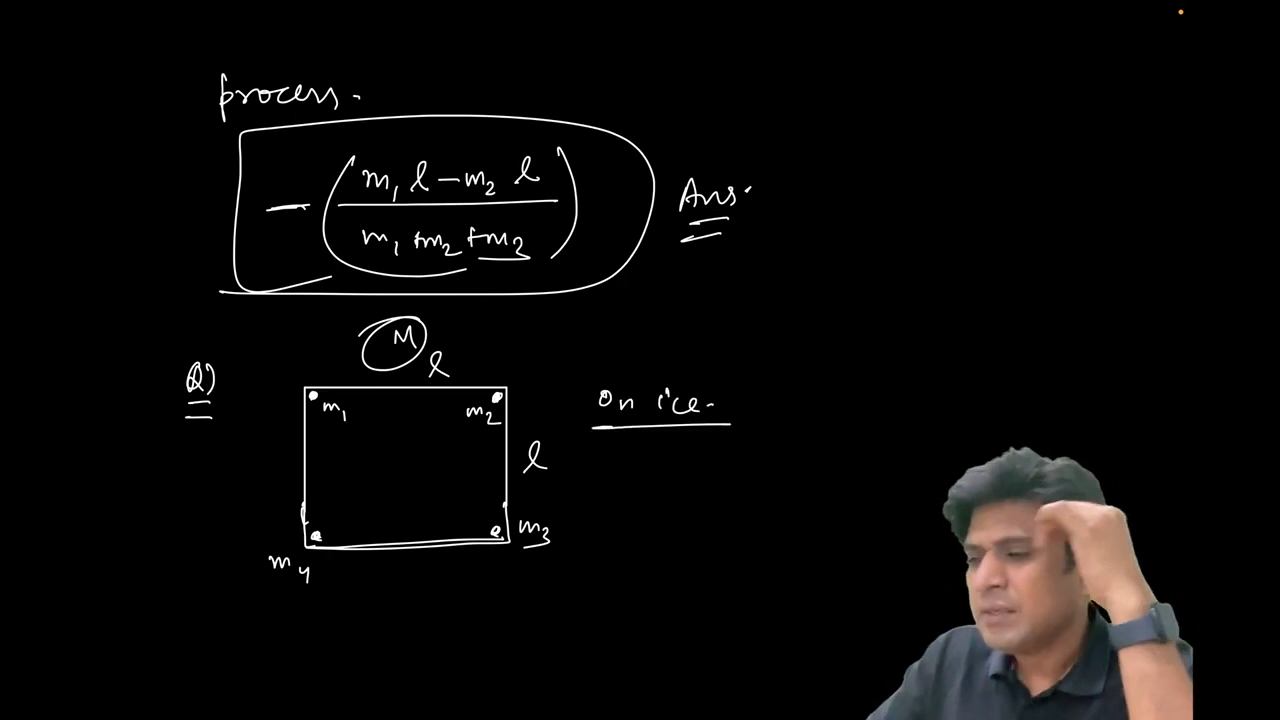 process.
- (m₁ l - m₂ l / m₁ + m₂ + m₃) Ans.
M
l
Q)
m₁ m₂
On ice.
l
m₃
m₄